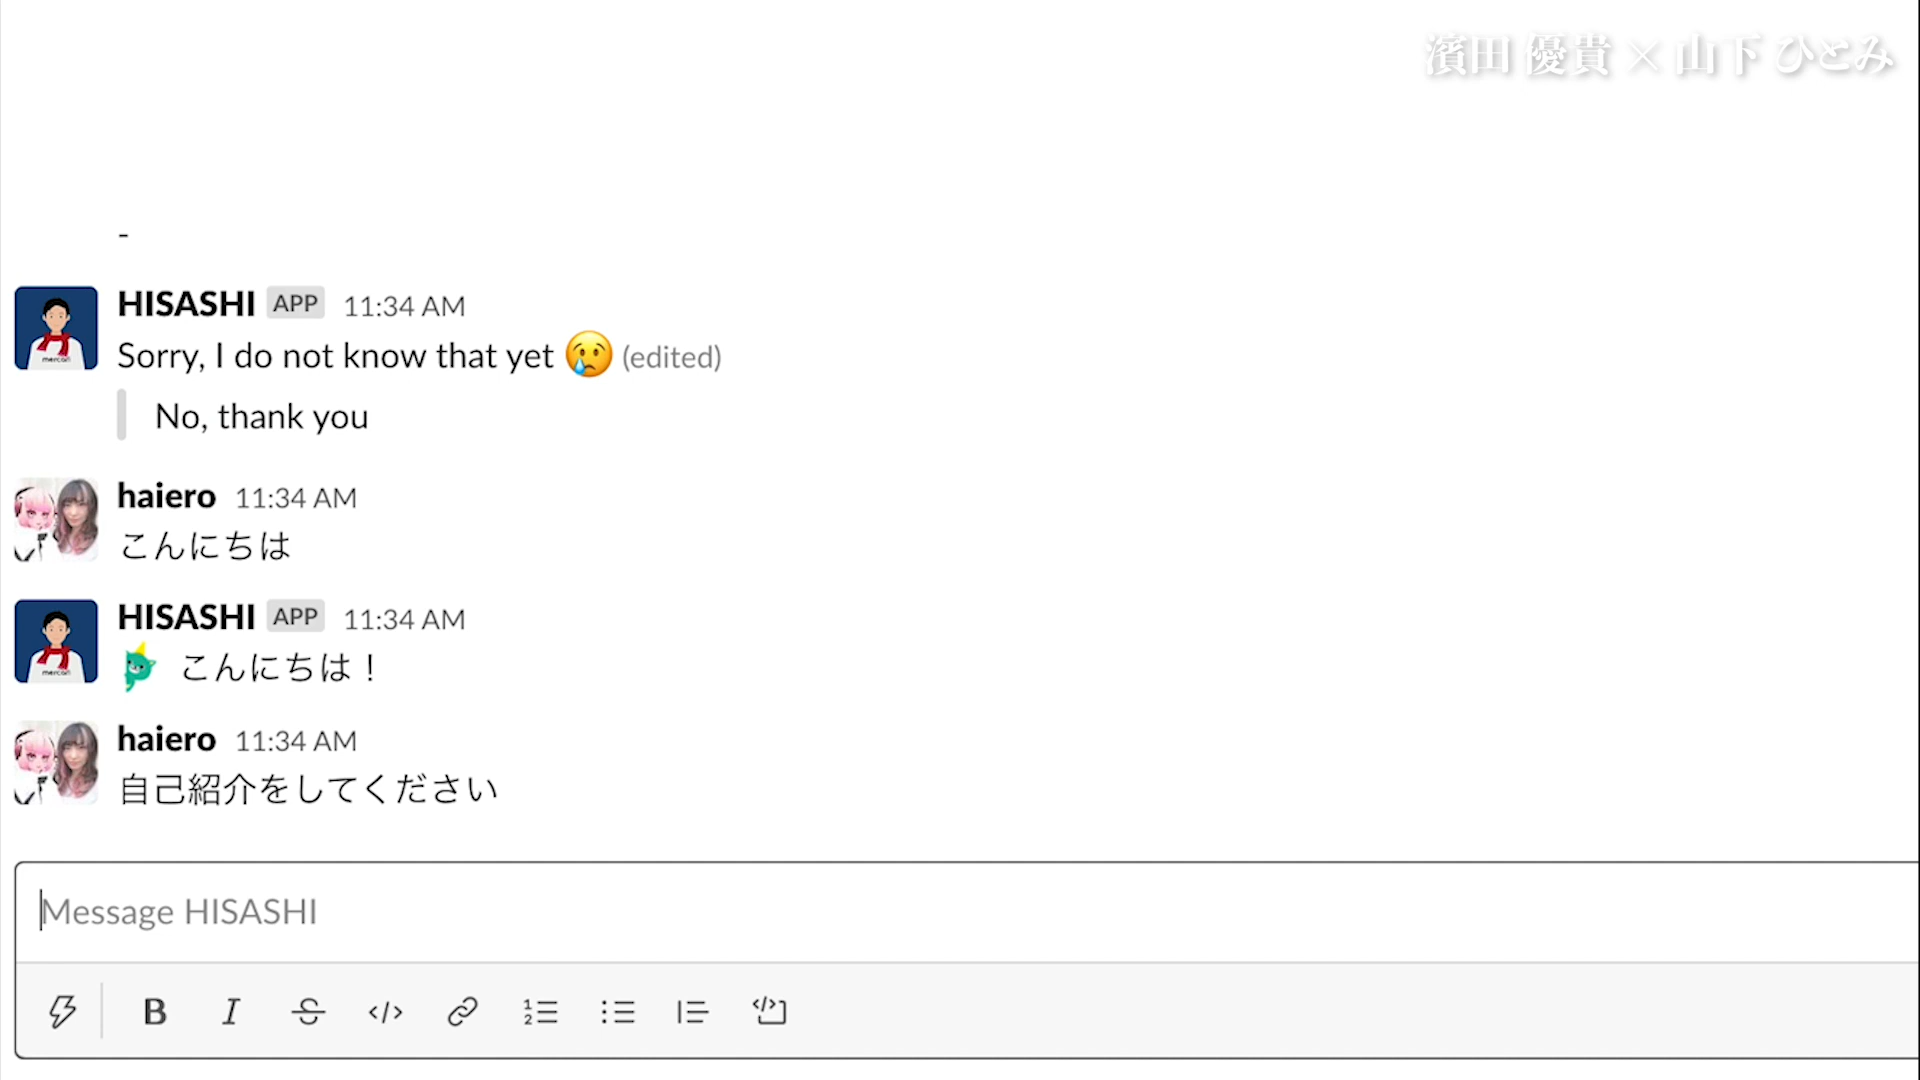 濱田 優貴 × 山下 ひとみ
-
HISASHI APP 11:34 AM
Sorry, I do not know that yet 😢 (edited)
No, thank you
haiero 11:34 AM
こんにちは
HISASHI APP 11:34 AM
こんにちは！
haiero 11:34 AM
自己紹介をしてください
Message HISASHI